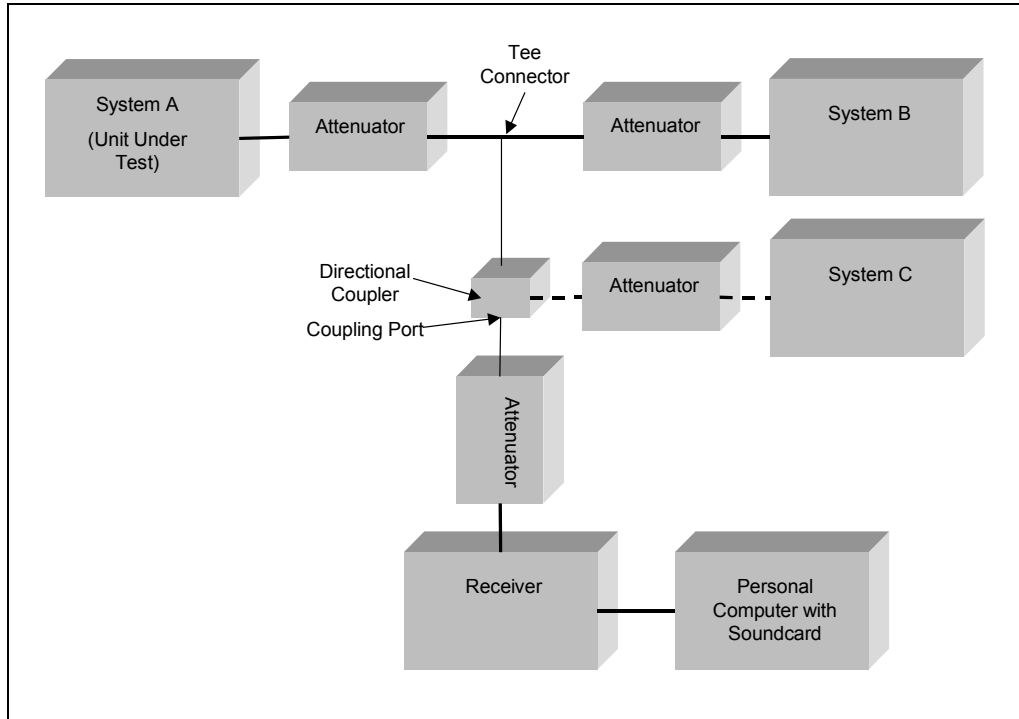 Tee
Connector
System A
(Unit Under
Test)
Attenuator
Attenuator
System B
Directional
Coupler
Attenuator
System C
Coupling Port
Attenuator
Receiver
Personal
Computer with
Soundcard